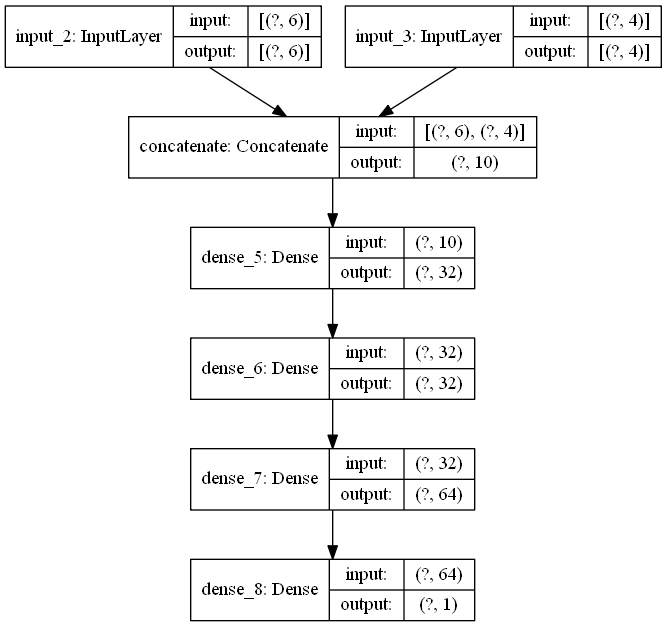 input_2: InputLayer
input: [(?, 6)]
output: [(?, 6)]
input_3: InputLayer
input: [(?, 4)]
output: [(?, 4)]
concatenate: Concatenate
input: [(?, 6), (?, 4)]
output: (?, 10)
dense_5: Dense
input: (?, 10)
output: (?, 32)
dense_6: Dense
input: (?, 32)
output: (?, 32)
dense_7: Dense
input: (?, 32)
output: (?, 64)
dense_8: Dense
input: (?, 64)
output: (?, 1)